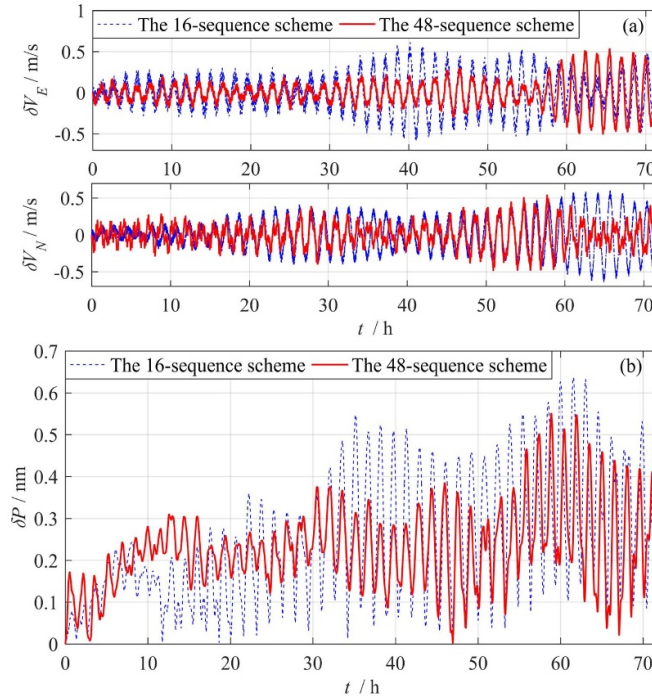 The 16-sequence scheme The 48-sequence scheme (a)
1
0.5
0
-0.5
δV_E / m/s
0 10 20 30 40 50 60 70
0.5
0
-0.5
δV_N / m/s
0 10 20 30 40 50 60 70
t / h
0.7
The 16-sequence scheme The 48-sequence scheme (b)
0.6
0.5
0.4
0.3
0.2
0.1
0
δP / nm
0 10 20 30 40 50 60 70
t / h